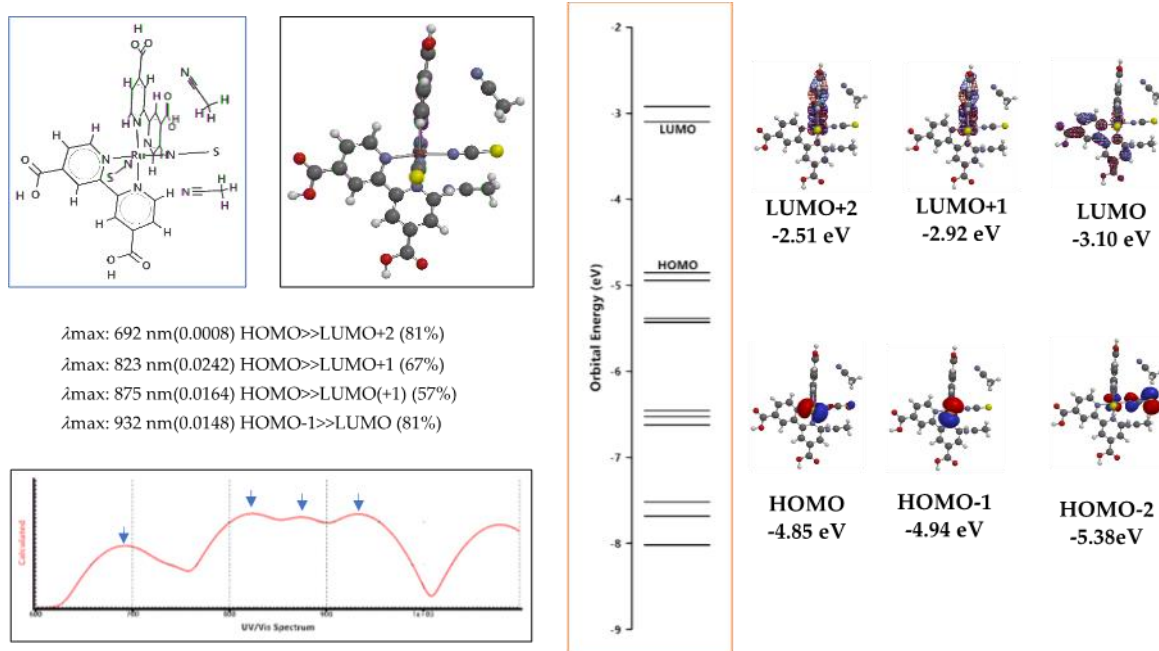 HO
O
H
N
H
H
H
H
H
O
H
H
N
O
H
N
H
N
Ru
N
H
S
N
S
H
H
O
N
H
N
H
H
O
H
H
H
H
H
O
O
H
λmax: 692 nm(0.0008) HOMO>>LUMO+2 (81%)
λmax: 823 nm(0.0242) HOMO>>LUMO+1 (67%)
λmax: 875 nm(0.0164) HOMO>>LUMO(+1) (57%)
λmax: 932 nm(0.0148) HOMO-1>>LUMO (81%)
Calculated
600
700
800
900
UV/Vis Spectrum
Orbital Energy (eV)
-2
-3
LUMO
-4
HOMO
-5
-6
-7
-8
-9
LUMO+2
-2.51 eV
LUMO+1
-2.92 eV
LUMO
-3.10 eV
HOMO
-4.85 eV
HOMO-1
-4.94 eV
HOMO-2
-5.38eV